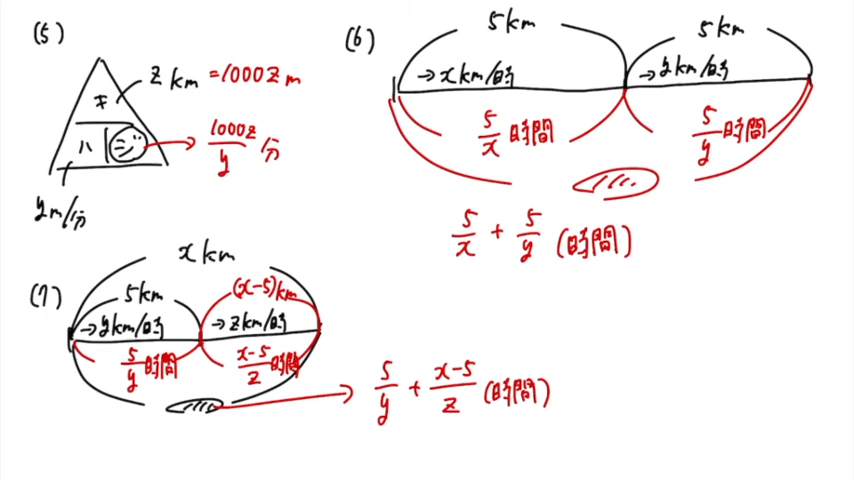 (5)
z km =1000z m
キ
ハ
1000z/y 分
y m/分
(6)
5km 5km
→x km/時 →y km/時
5/x 時間 5/y 時間
5/x + 5/y (時間)
(7)
x km
5km (x-5)km
→y km/時 →z km/時
5/y 時間 x-5/z 時間
5/y + x-5/z (時間)